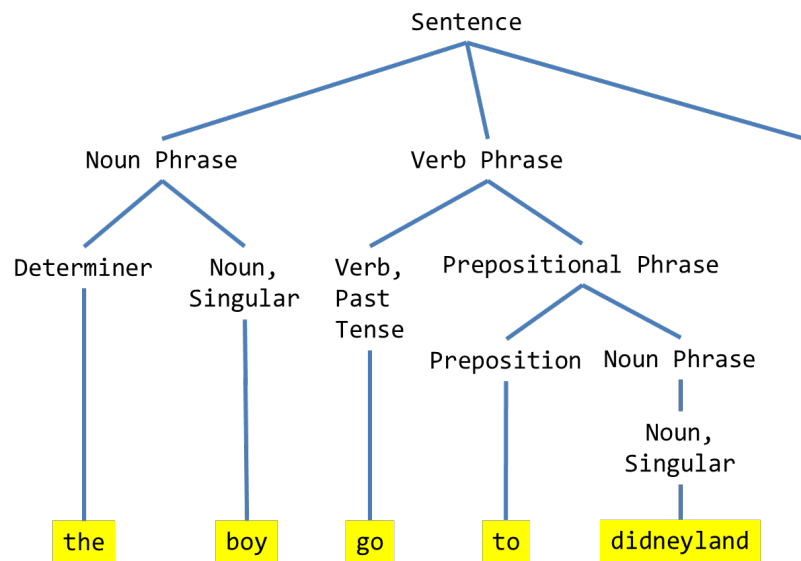 Sentence
Noun Phrase
Verb Phrase
Determiner
Noun,
Singular
Verb,
Past
Tense
Prepositional Phrase
Preposition
Noun Phrase
Noun,
Singular
the
boy
go
to
didneyland